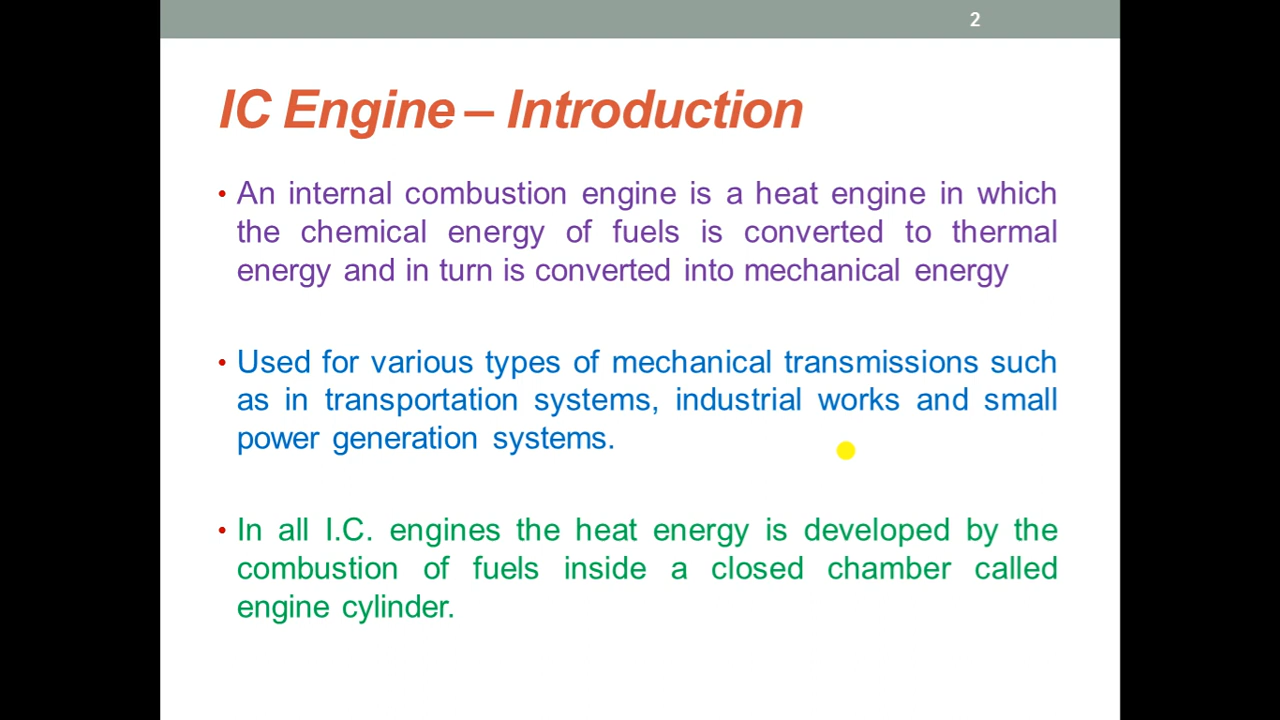 2
IC Engine – Introduction
• An internal combustion engine is a heat engine in which
the chemical energy of fuels is converted to thermal
energy and in turn is converted into mechanical energy
• Used for various types of mechanical transmissions such
as in transportation systems, industrial works and small
power generation systems.
• In all I.C. engines the heat energy is developed by the
combustion of fuels inside a closed chamber called
engine cylinder.